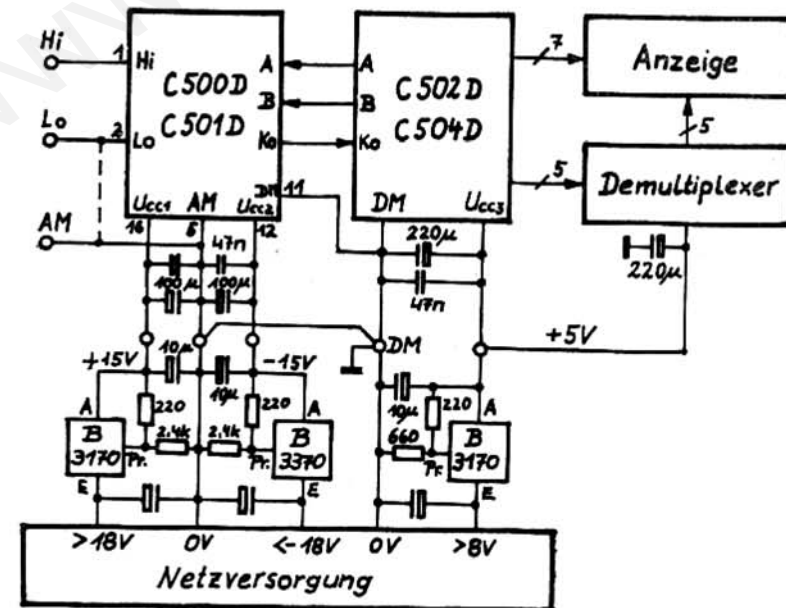 Hi
1
Hi
C500D
C501D
A
A
B
B
Ko
Ko
C502D
C504D
7
Anzeige
5
Lo
2
Lo
DM
11
5
Demultiplexer
AM
Ucc1
AM
Ucc2
16
6
12
DM
Ucc3
47n
220µ
220µ
100µ
100µ
47n
+5V
DM
+15V
10µ
-15V
10µ
10µ
A
220
220
A
220
A
B
3170
Pr.
2.4k
2.4k
B
3370
660
Pr.
B
3170
E
E
E
>18V
0V
<-18V
0V
>8V
Netzversorgung